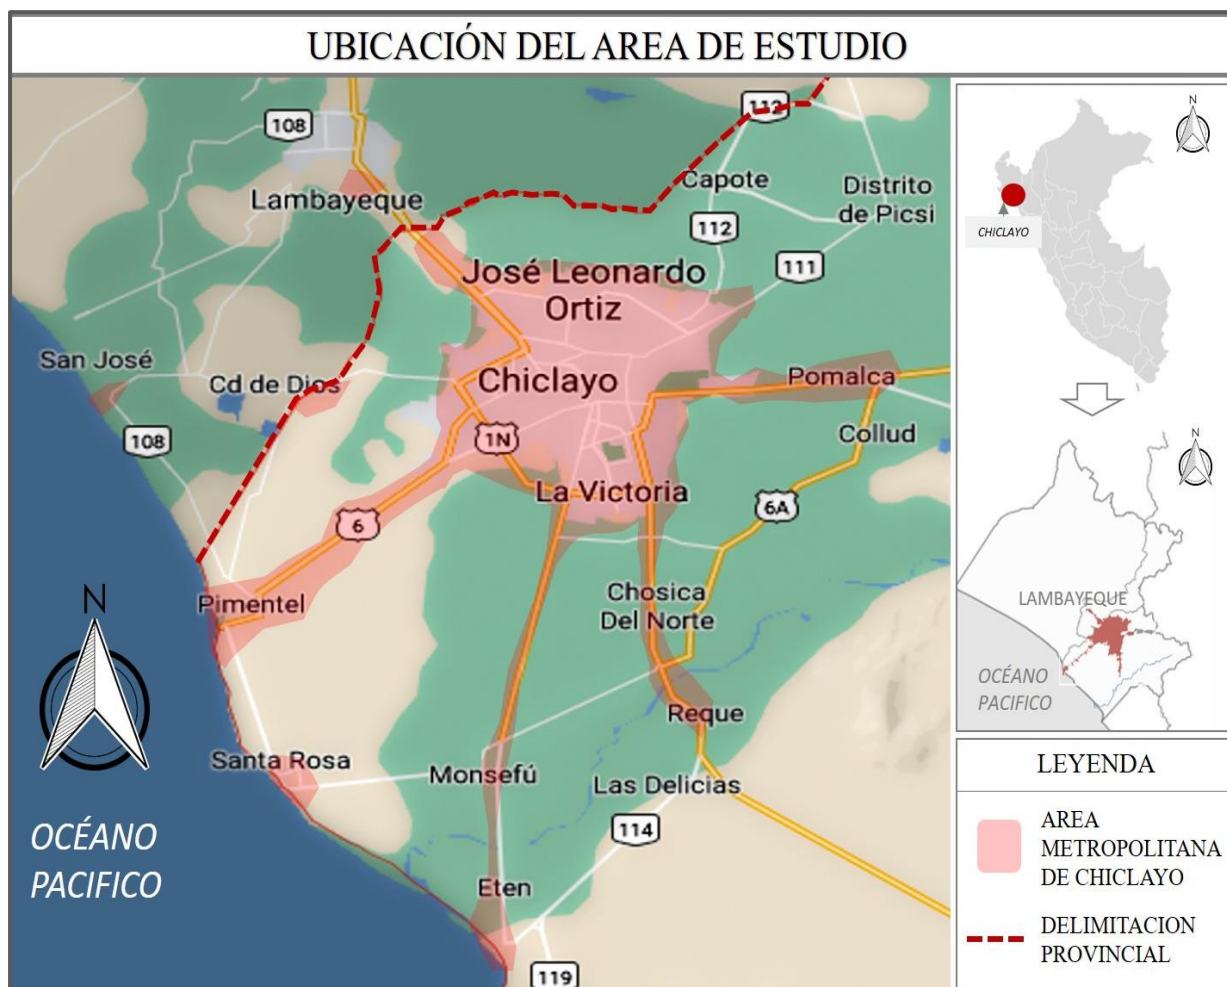 UBICACIÓN DEL AREA DE ESTUDIO
108
112
Lambayeque
Capote
Distrito
de Picsi
112
111
José Leonardo
Ortiz
San José
Cd de Dios
Chiclayo
Pomalca
108
1N
Collud
La Victoria
6
6A
Pimentel
Chosica
Del Norte
N
Reque
Santa Rosa
Monsefú
Las Delicias
OCÉANO
PACIFICO
114
Eten
119
N
CHICLAYO
N
LAMBAYEQUE
OCÉANO
PACIFICO
LEYENDA
AREA
METROPOLITANA
DE CHICLAYO
DELIMITACION
PROVINCIAL